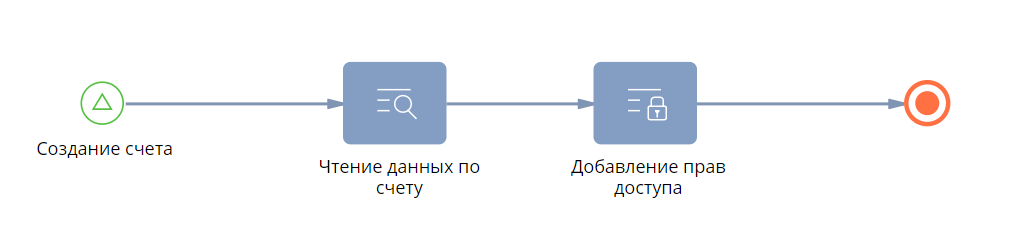 Создание счета
Чтение данных по
счету
Добавление прав
доступа